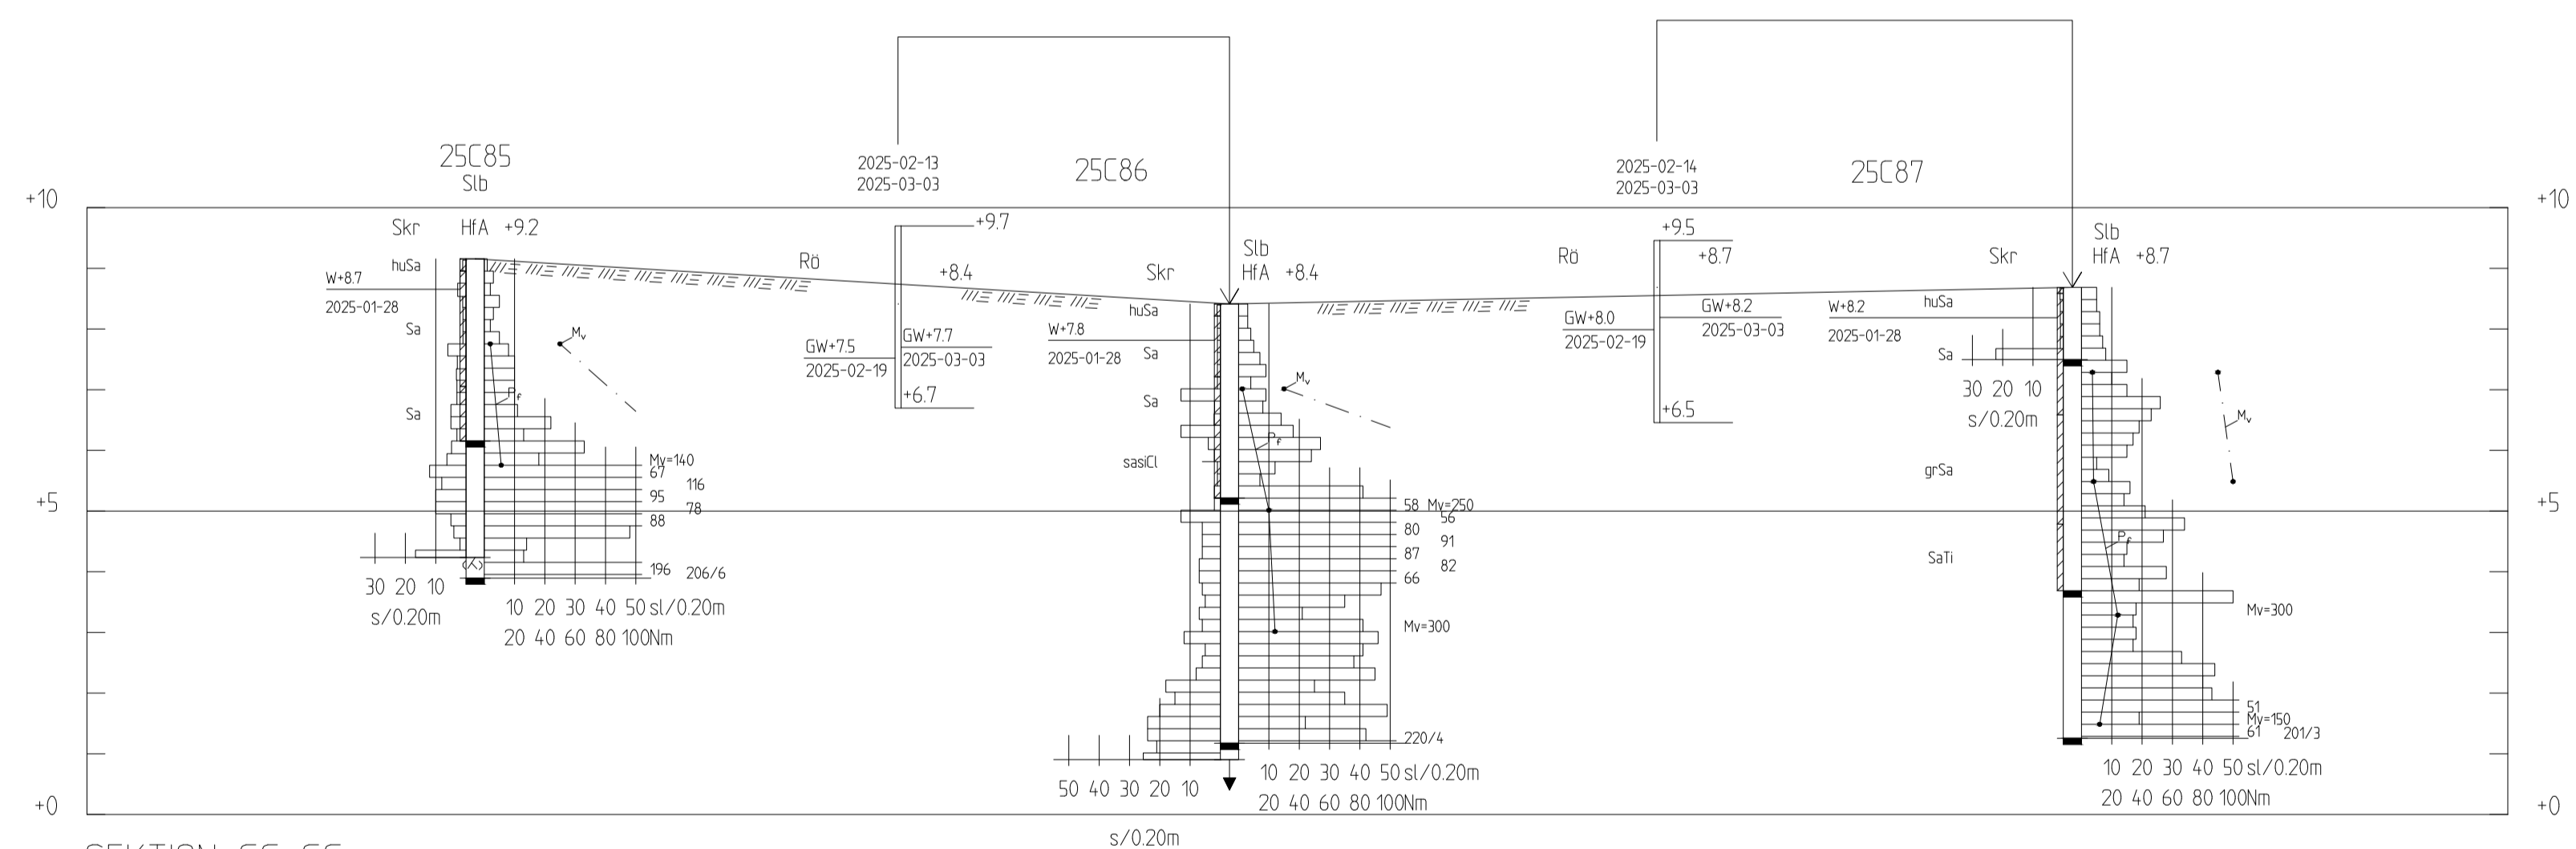 25C85
Slb
2025-02-13
2025-03-03
25C86
2025-02-14
2025-03-03
25C87
+10
+10
Skr HfA +9.2
huSa
W+8.7
2025-01-28
Sa
Sa
Mv
Pf
Mv=140
67
116
95
78
88
196 206/6
30 20 10
s/0.20m
10 20 30 40 50 sl/0.20m
20 40 60 80 100Nm
Rö
+9.7
+8.4
GW+7.5
2025-02-19
GW+7.7
2025-03-03
+6.7
Slb
Skr HfA +8.4
huSa
W+7.8
2025-01-28
Sa
Sa
sasiCl
Mv
Pf
58 Mv=250
56
80
91
87
82
66
Mv=300
220/4
50 40 30 20 10
s/0.20m
10 20 30 40 50 sl/0.20m
20 40 60 80 100Nm
Rö
+9.5
+8.7
GW+8.0
2025-02-19
GW+8.2
2025-03-03
+6.5
Slb
Skr HfA +8.7
huSa
W+8.2
2025-01-28
Sa
30 20 10
s/0.20m
grSa
SaTi
Mv
Pf
Mv=300
51
Mv=150
61 201/3
10 20 30 40 50 sl/0.20m
20 40 60 80 100Nm
+5
+5
+0
+0
SEKTION